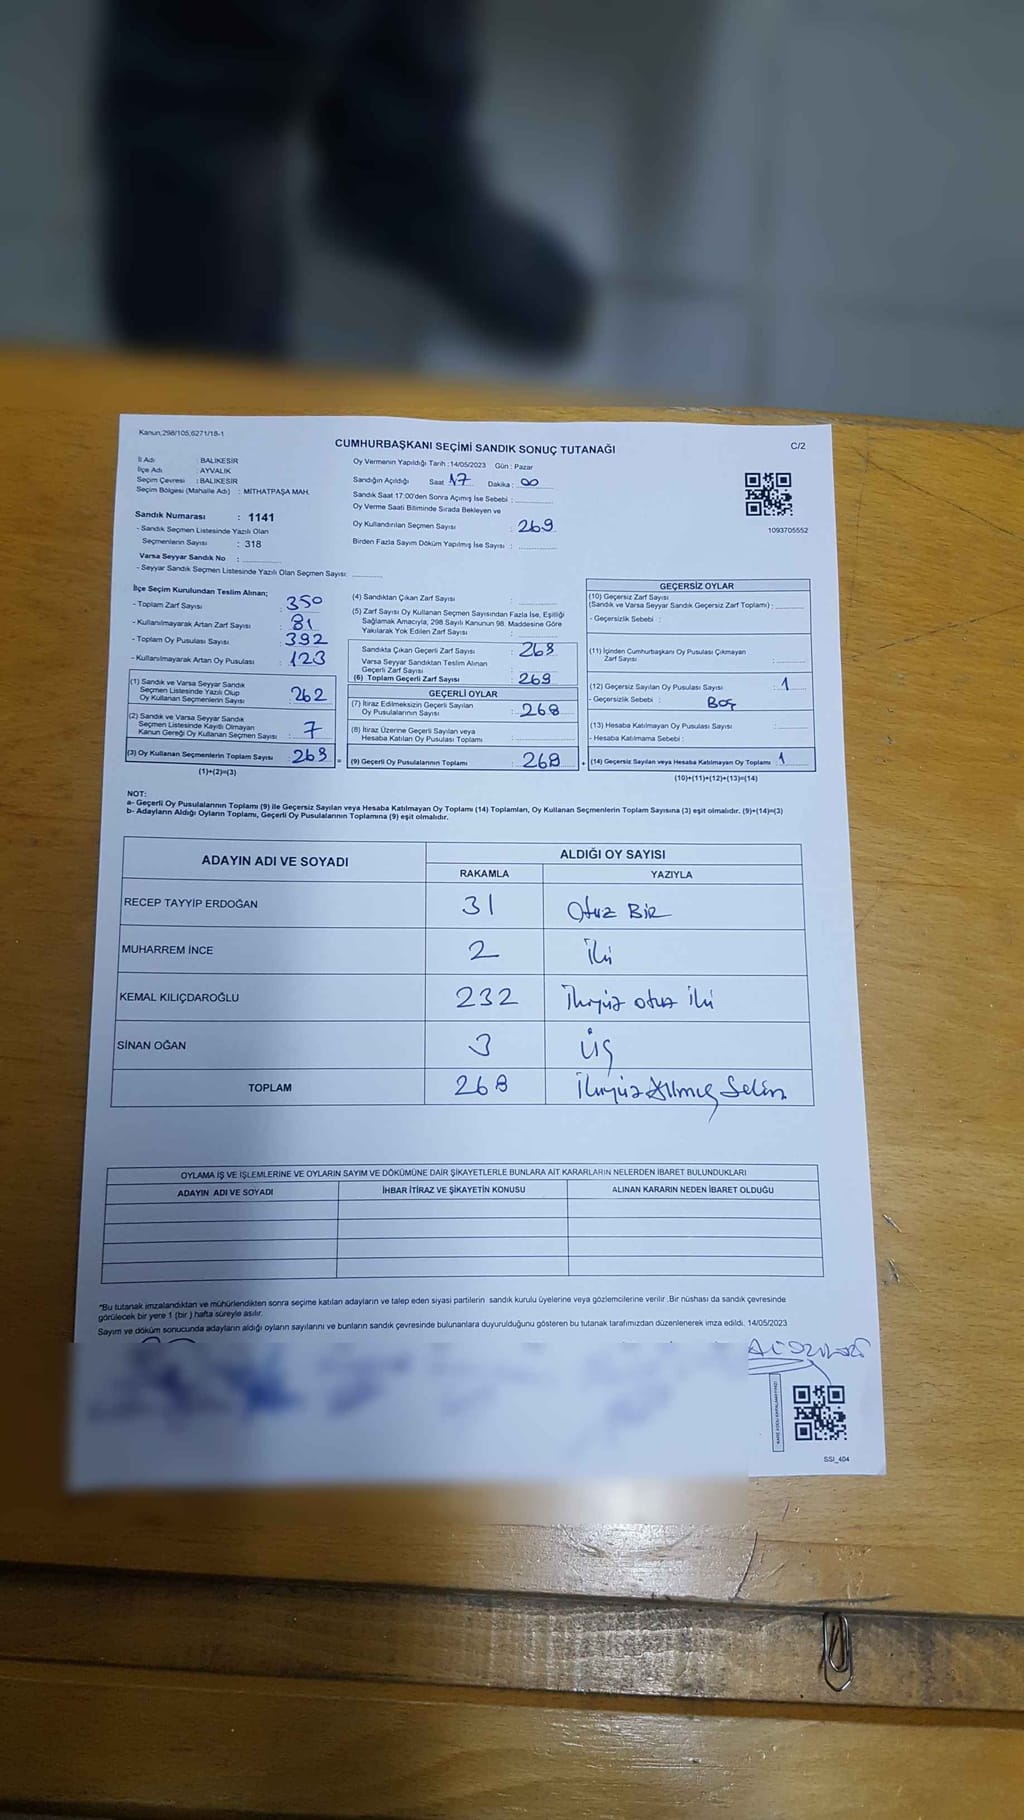 Kanun:298/105,6271/18-1
C/2
CUMHURBAŞKANI SEÇİMİ SANDIK SONUÇ TUTANAĞI
İl Adı : BALIKESİR
İlçe Adı : AYVALIK
Seçim Çevresi : BALIKESİR
Seçim Bölgesi (Mahalle Adı) : MİTHATPAŞA MAH.
Sandık Numarası : 1141
- Sandık Seçmen Listesinde Yazılı Olan
Seçmenlerin Sayısı : 318
Varsa Seyyar Sandık No :
- Seyyar Sandık Seçmen Listesinde Yazılı Olan Seçmen Sayısı:
Oy Vermenin Yapıldığı Tarih :14/05/2023 Gün : Pazar
Sandığın Açıldığı Saat 17 Dakika : 00
Sandık Saat 17:00'den Sonra Açımış İse Sebebi :
Oy Verme Saati Bitiminde Sırada Bekleyen ve
Oy Kullandırılan Seçmen Sayısı : 269
Birden Fazla Sayım Döküm Yapılmış İse Sayısı :
1093705552
İlçe Seçim Kurulundan Teslim Alınan;
- Toplam Zarf Sayısı : 350
- Kullanılmayarak Artan Zarf Sayısı : 81
- Toplam Oy Pusulası Sayısı : 392
- Kullanılmayarak Artan Oy Pusulası : 123
(1) Sandık ve Varsa Seyyar Sandık
Seçmen Listesinde Yazılı Olup
Oy Kullanan Seçmenlerin Sayısı : 262
(2) Sandık ve Varsa Seyyar Sandık
Seçmen Listesinde Kayıtlı Olmayan
Kanun Gereği Oy Kullanan Seçmen Sayısı : 7
(3) Oy Kullanan Seçmenlerin Toplam Sayısı : 269
(1)+(2)=(3)
(4) Sandıktan Çıkan Zarf Sayısı :
(5) Zarf Sayısı Oy Kullanan Seçmen Sayısından Fazla İse, Eşitliği
Sağlamak Amacıyla, 298 Sayılı Kanunun 98. Maddesine Göre
Yakılarak Yok Edilen Zarf Sayısı :
Sandıkta Çıkan Geçerli Zarf Sayısı : 269
Varsa Seyyar Sandıktan Teslim Alınan
Geçerli Zarf Sayısı :
(6) Toplam Geçerli Zarf Sayısı : 269
GEÇERLİ OYLAR
(7) İtiraz Edilmeksizin Geçerli Sayılan
Oy Pusulalarının Sayısı : 268
(8) İtiraz Üzerine Geçerli Sayılan veya
Hesaba Katılan Oy Pusulası Toplamı :
= (9) Geçerli Oy Pusulalarının Toplamı : 268
GEÇERSİZ OYLAR
(10) Geçersiz Zarf Sayısı
(Sandık ve Varsa Seyyar Sandık Geçersiz Zarf Toplamı) :
- Geçersizlik Sebebi :
(11) İçinden Cumhurbaşkanı Oy Pusulası Çıkmayan
Zarf Sayısı :
(12) Geçersiz Sayılan Oy Pusulası Sayısı : 1
- Geçersizlik Sebebi : BOŞ
(13) Hesaba Katılmayan Oy Pusulası Sayısı :
- Hesaba Katılmama Sebebi :
+ (14) Geçersiz Sayılan veya Hesaba Katılmayan Oy Toplamı : 1
(10)+(11)+(12)+(13)=(14)
NOT:
a- Geçerli Oy Pusulalarının Toplamı (9) ile Geçersiz Sayılan veya Hesaba Katılmayan Oy Toplamı (14) Toplamları, Oy Kullanan Seçmenlerin Toplam Sayısına (3) eşit olmalıdır. (9)+(14)=(3)
b- Adayların Aldığı Oyların Toplamı, Geçerli Oy Pusulalarının Toplamına (9) eşit olmalıdır.
ADAYIN ADI VE SOYADI ALDIĞI OY SAYISI
RAKAMLA YAZIYLA
RECEP TAYYİP ERDOĞAN 31 Otuz Bir
MUHARREM İNCE 2 İki
KEMAL KILIÇDAROĞLU 232 İkiyüz otuz iki
SİNAN OĞAN 3 Üç
TOPLAM 268 İkiyüz Altmış Sekiz
OYLAMA İŞ VE İŞLEMLERİNE VE OYLARIN SAYIM VE DÖKÜMÜNE DAİR ŞİKAYETLERLE BUNLARA AİT KARARLARIN NELERDEN İBARET BULUNDUKLARI
ADAYIN ADI VE SOYADI İHBAR İTİRAZ VE ŞİKAYETİN KONUSU ALINAN KARARIN NEDEN İBARET OLDUĞU
*Bu tutanak imzalandıktan ve mühürlendikten sonra seçime katılan adayların ve talep eden siyasi partilerin sandık kurulu üyelerine veya gözlemcilerine verilir. Bir nüshası da sandık çevresinde
görülecek bir yere 1 (bir ) hafta süreyle asılır.
Sayım ve döküm sonucunda adayların aldığı oyların sayılarını ve bunların sandık çevresinde bulunanlara duyurulduğunu gösteren bu tutanak tarafımızdan düzenlenerek imza edildi. 14/05/2023
SSI_404